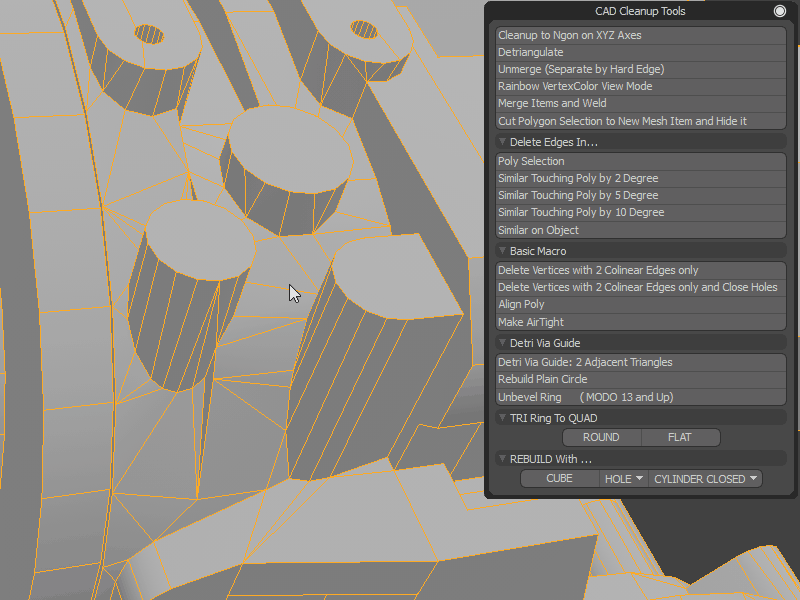 CAD Cleanup Tools
Cleanup to Ngon on XYZ Axes
Detriangulate
Unmerge (Separate by Hard Edge)
Rainbow VertexColor View Mode
Merge Items and Weld
Cut Polygon Selection to New Mesh Item and Hide it
Delete Edges In...
Poly Selection
Similar Touching Poly by 2 Degree
Similar Touching Poly by 5 Degree
Similar Touching Poly by 10 Degree
Similar on Object
Basic Macro
Delete Vertices with 2 Colinear Edges only
Delete Vertices with 2 Colinear Edges only and Close Holes
Align Poly
Make AirTight
Detri Via Guide
Detri Via Guide: 2 Adjacent Triangles
Rebuild Plain Circle
Unbevel Ring (MODO 13 and Up)
TRI Ring To QUAD
ROUND FLAT
REBUILD With ...
CUBE HOLE CYLINDER CLOSED